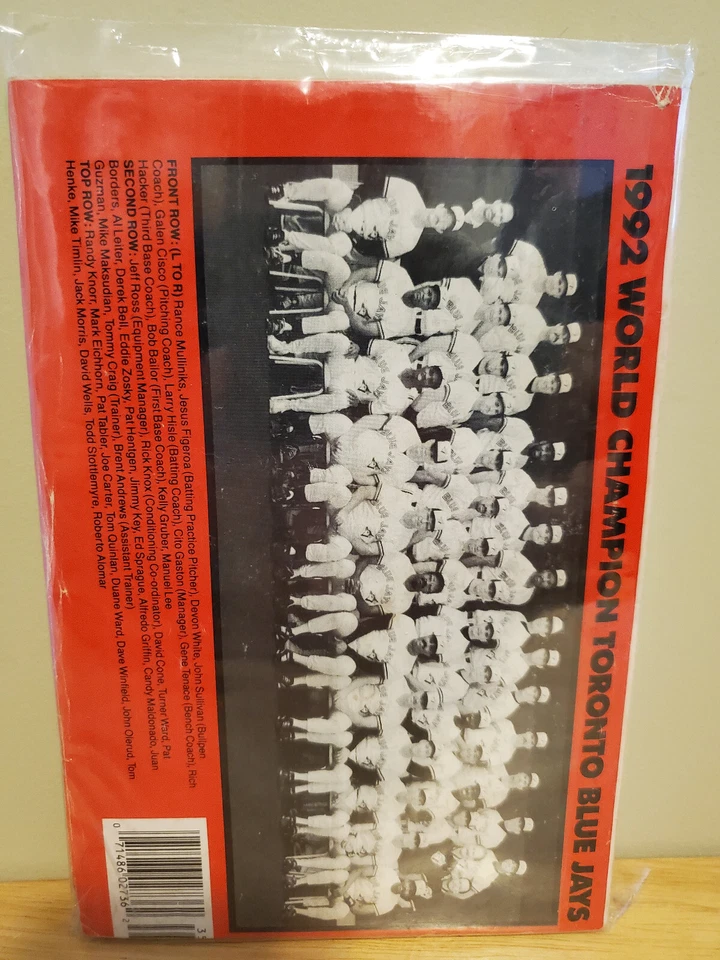 1992 WORLD CHAMPION TORONTO BLUE JAYS
FRONT ROW: (L TO R) Rance Mulliniks, Jesus Figeroa (Batting Practice Pitcher), Devon White, John Sullivan (Bullpen
Coach), Galen Cisco (Pitching Coach), Larry Hisle (Batting Coach), Cito Gaston (Manager), Gene Tenace (Bench Coach), Rich
Hacker (Third Base Coach), Bob Bailor (First Base Coach), Kelly Gruber, Manuel Lee
SECOND ROW: Jeff Ross (Equipment Manager), Rick Knox (Conditioning Co-ordinator), David Cone, Turner Ward, Pat
Borders, Al Leiter, Derek Bell, Eddie Zosky, Pat Hentgen, Jimmy Key, Ed Sprague, Alfredo Griffin, Candy Maldonado, Juan
Guzman, Mike Maksudian, Tommy Craig (Trainer), Brent Andrews (Assistant Trainer)
TOP ROW: Randy Knorr, Mark Eichhorn, Pat Tabler, Joe Carter, Tom Quinlan, Duane Ward, Dave Winfield, John Olerud, Tom
Henke, Mike Timlin, Jack Morris, David Wells, Todd Stottlemyre, Roberto Alomar
0 71486 02736 2